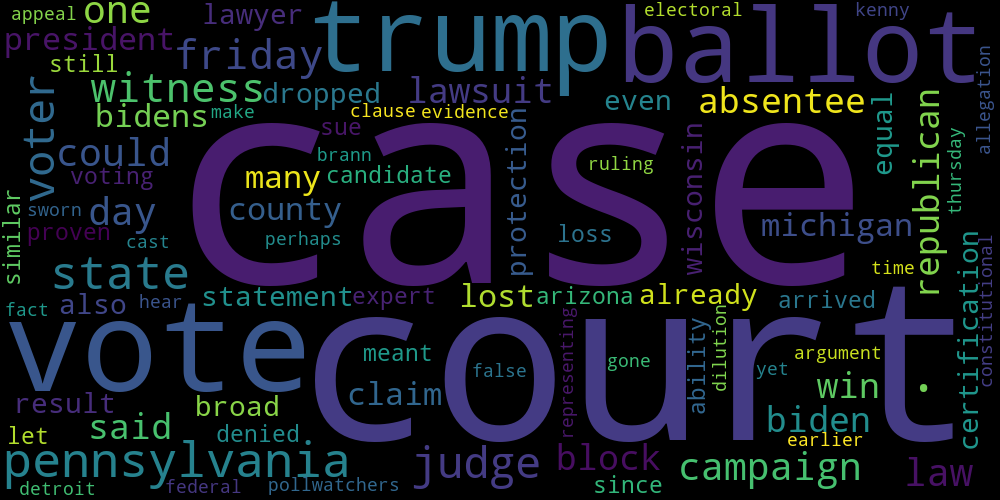 appeal
one
lawyer
trump
ballot
electoral
kenny
president
friday
still
witness
dropped
lawsuit
even
absentee
allegation
voter
bidens
make
clause
evidence
sue
case
could
voting
brann
candidate
many
protection
ruling
wisconsin
equal
republican
thursday
sworn
day
county
proven
cast
perhaps
loss
michigan
similar
state
time
fact
also
hear
statement
expert
lost
arizona
already
arrived
certification
constitutional
vote
court
meant
false
representing
gone
ability
dilution
yet
argument
claim
win
result
broad
let
said
denied
biden
earlier
pennsylvania
judge
block
since
campaign
law
detroit
federal
pollwatchers